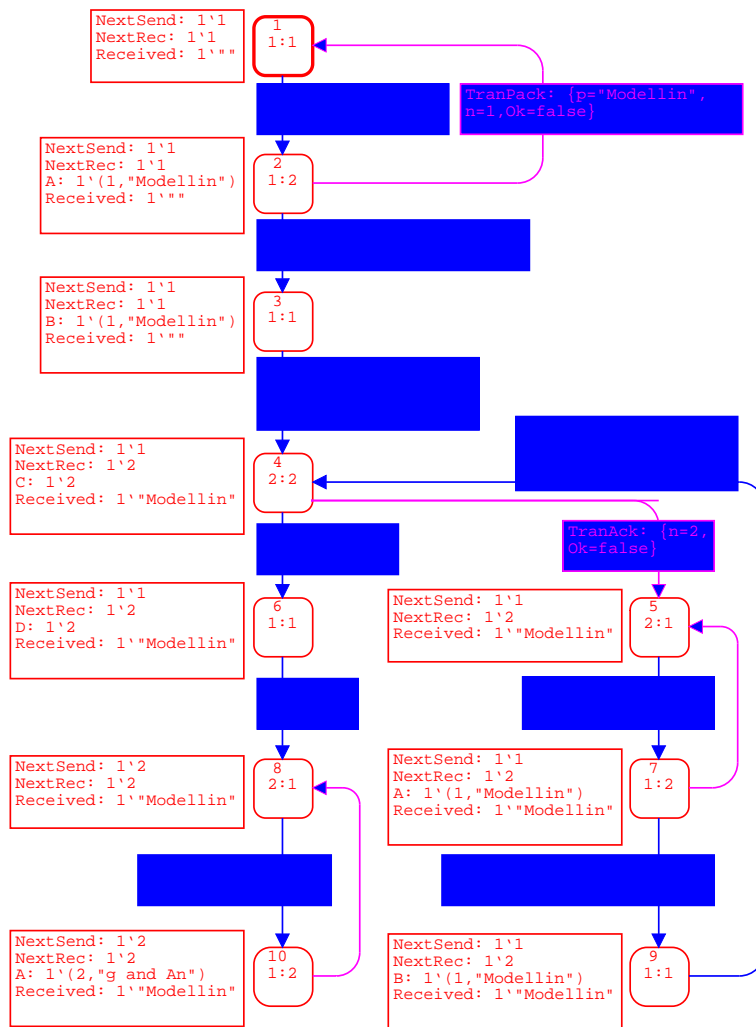 NextSend: 1`1
NextRec: 1`1
Received: 1`""
1
1:1
TranPack: {p="Modellin",
n=1,Ok=false}
NextSend: 1`1
NextRec: 1`1
A: 1`(1,"Modellin")
Received: 1`""
2
1:2
NextSend: 1`1
NextRec: 1`1
B: 1`(1,"Modellin")
Received: 1`""
3
1:1
NextSend: 1`1
NextRec: 1`2
C: 1`2
Received: 1`"Modellin"
4
2:2
TranAck: {n=2,
Ok=false}
NextSend: 1`1
NextRec: 1`2
D: 1`2
Received: 1`"Modellin"
6
1:1
NextSend: 1`1
NextRec: 1`2
Received: 1`"Modellin"
5
2:1
NextSend: 1`2
NextRec: 1`2
Received: 1`"Modellin"
8
2:1
NextSend: 1`1
NextRec: 1`2
A: 1`(1,"Modellin")
Received: 1`"Modellin"
7
1:2
NextSend: 1`2
NextRec: 1`2
A: 1`(2,"g and An")
Received: 1`"Modellin"
10
1:2
NextSend: 1`1
NextRec: 1`2
B: 1`(1,"Modellin")
Received: 1`"Modellin"
9
1:1